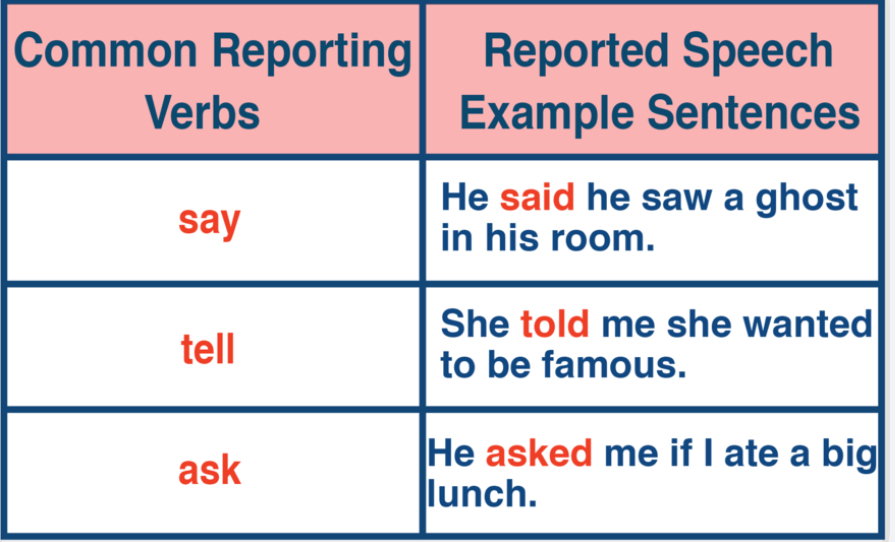 Common Reporting
Verbs
Reported Speech
Example Sentences
say
He said he saw a ghost
in his room.
tell
She told me she wanted
to be famous.
ask
He asked me if I ate a big
lunch.